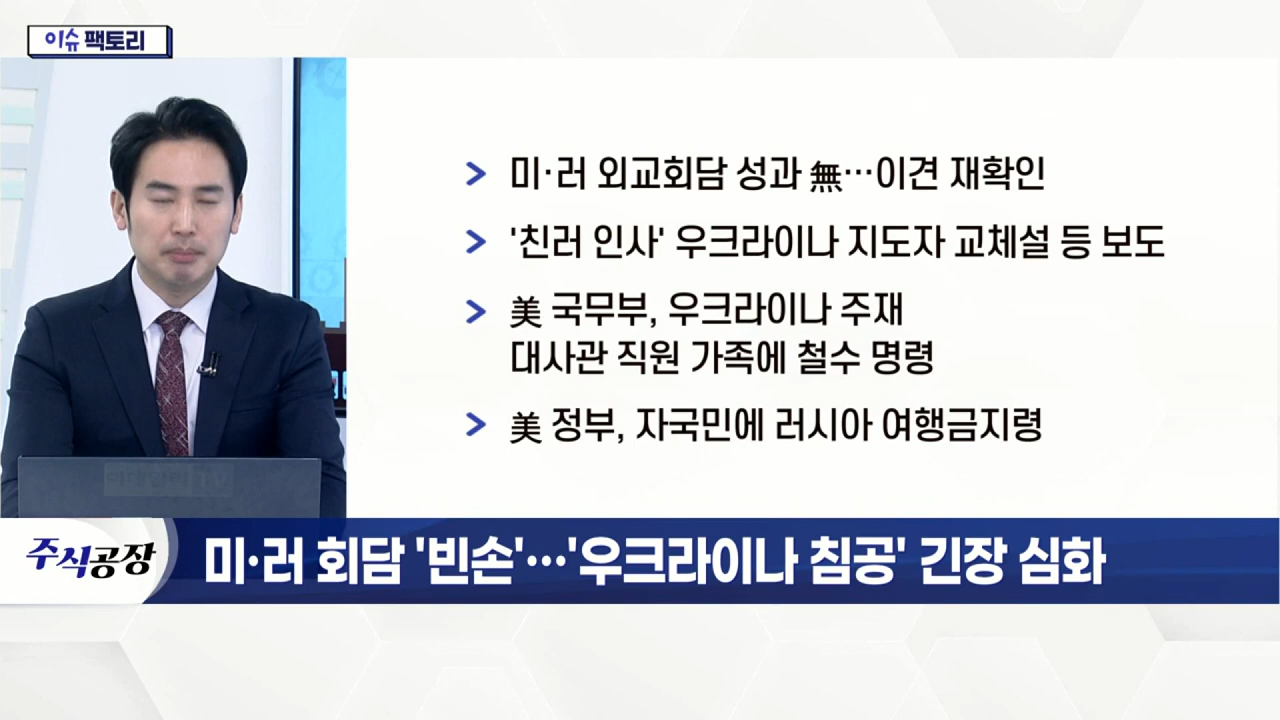 이슈 팩토리
> 미·러 외교회담 성과 無…이견 재확인
> '친러 인사' 우크라이나 지도자 교체설 등 보도
> 美 국무부, 우크라이나 주재
대사관 직원 가족에 철수 명령
> 美 정부, 자국민에 러시아 여행금지령
주식공장
미·러 회담 '빈손'…'우크라이나 침공' 긴장 심화